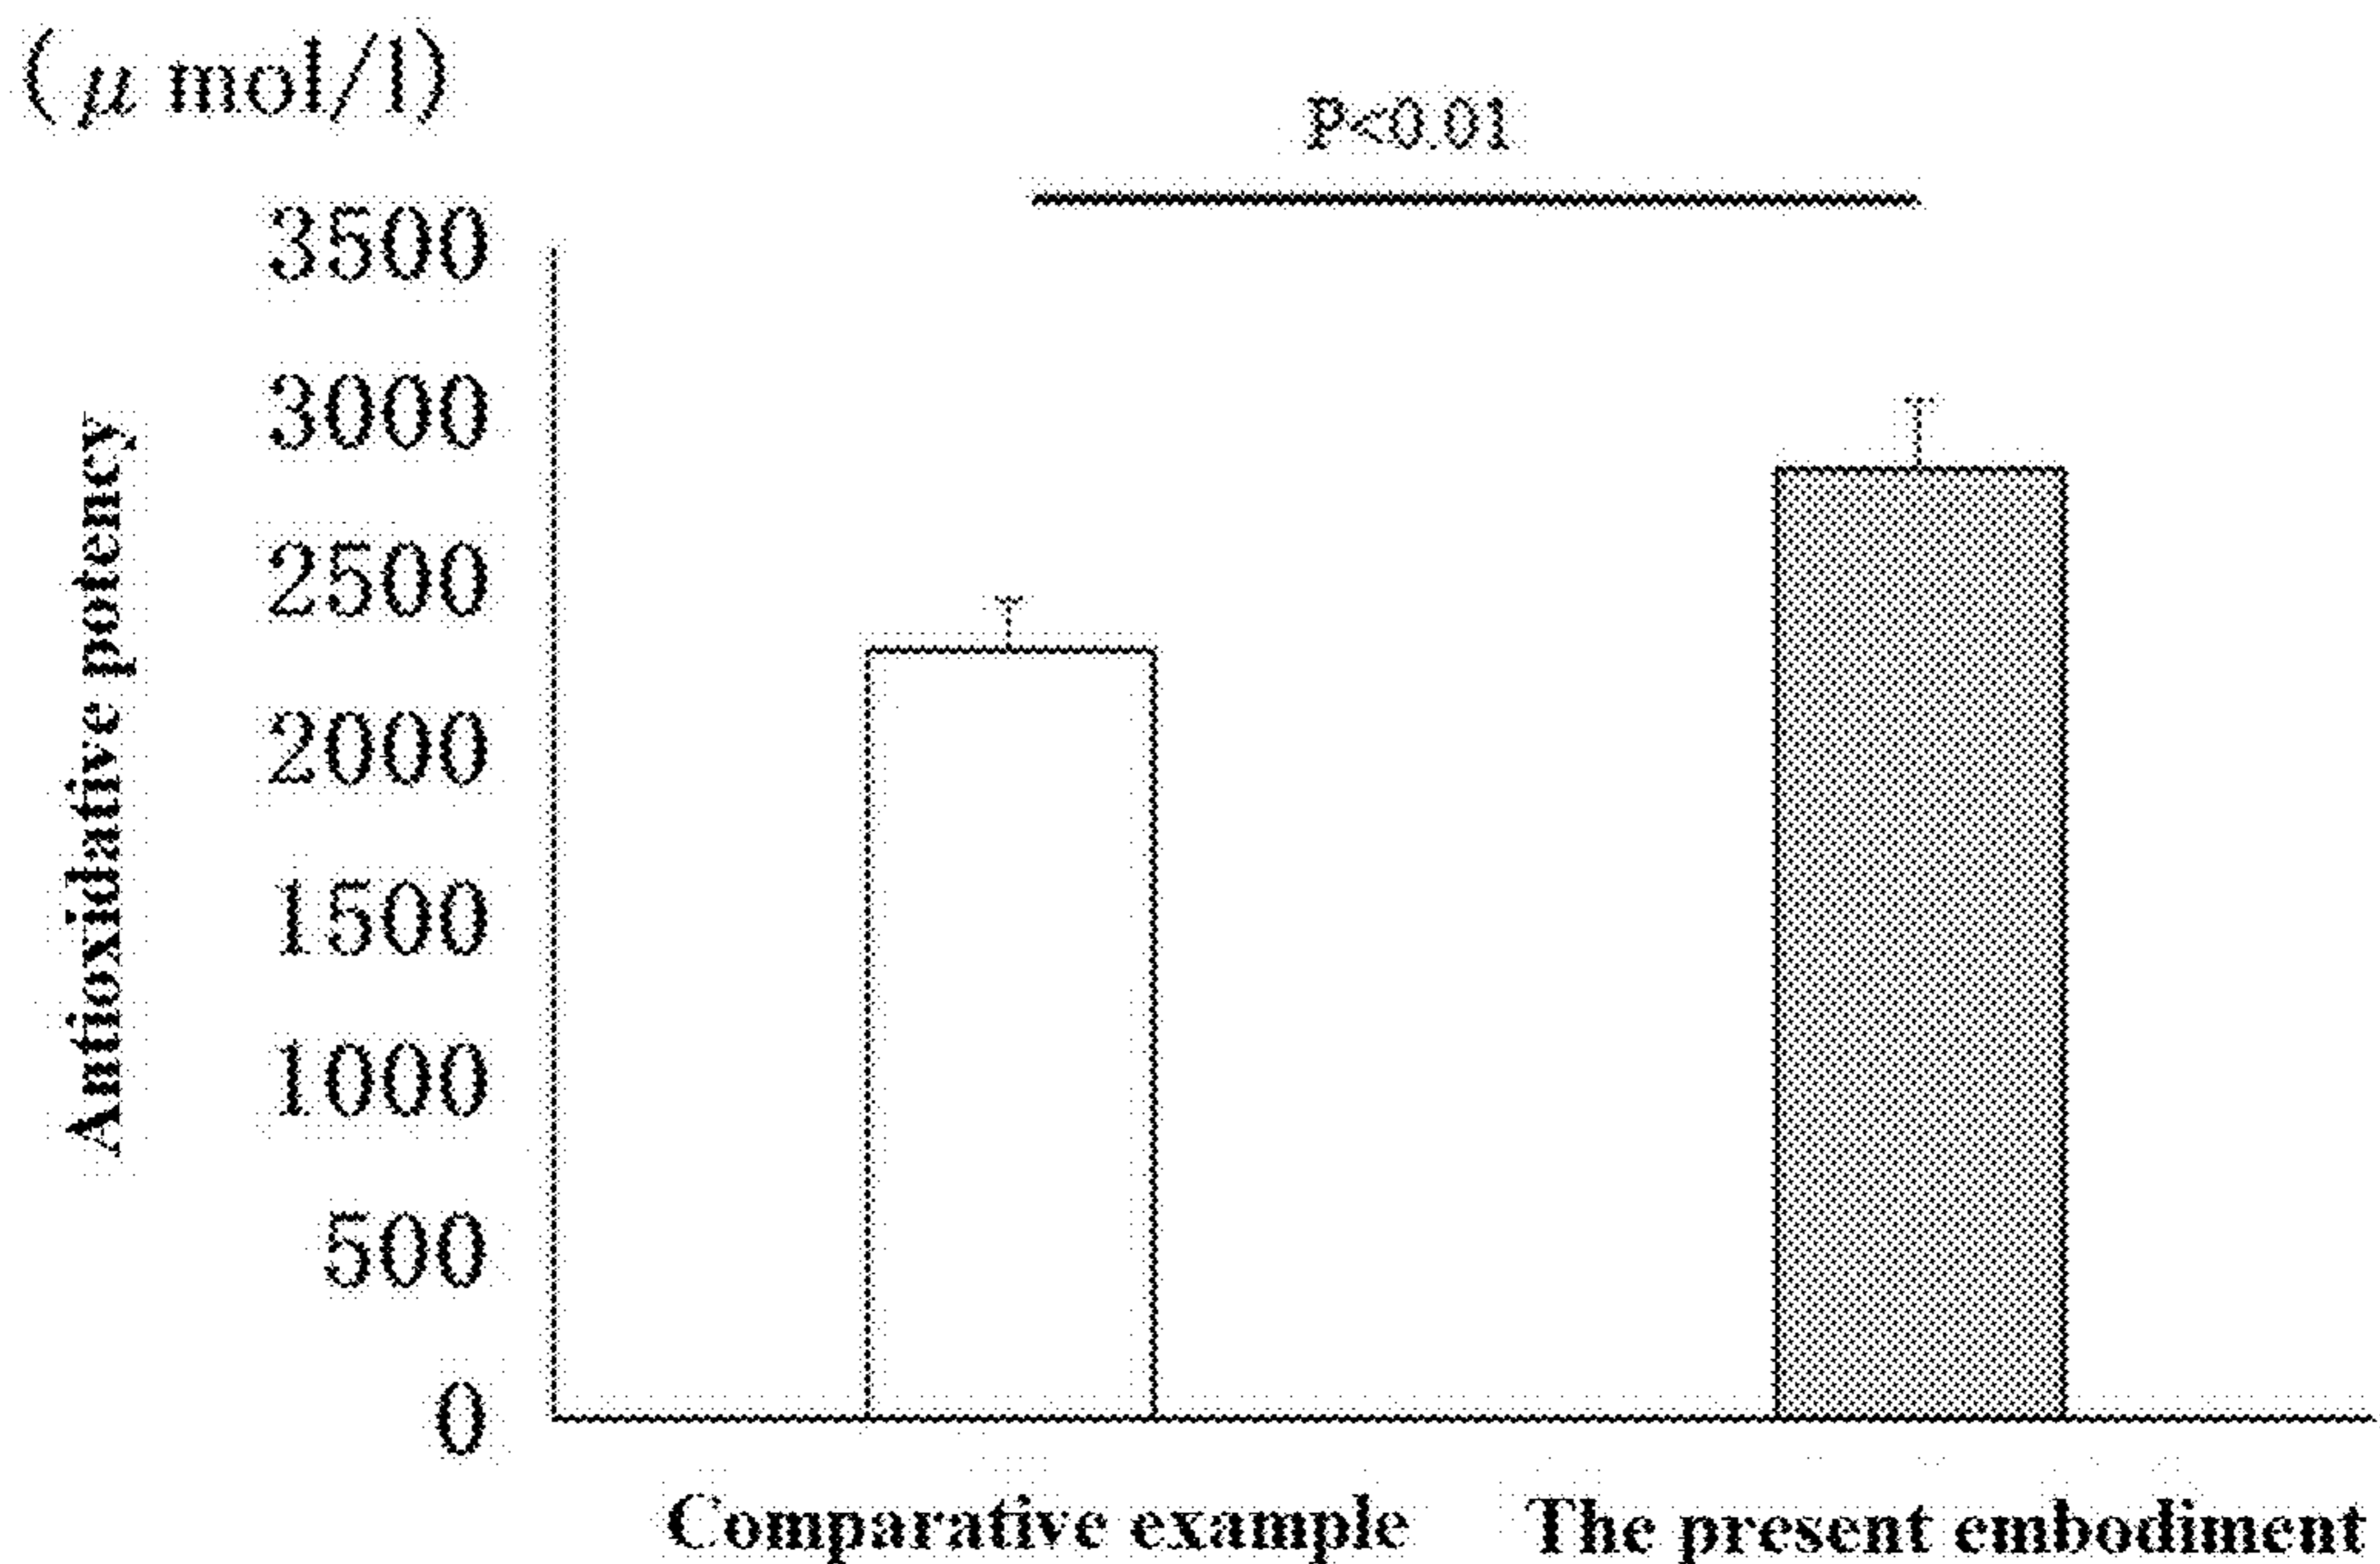 (μ mol/l)
P<0.01
3500
3000
2500
2000
1500
1000
500
0
Antioxidative potency
Comparative example
The present embodiment